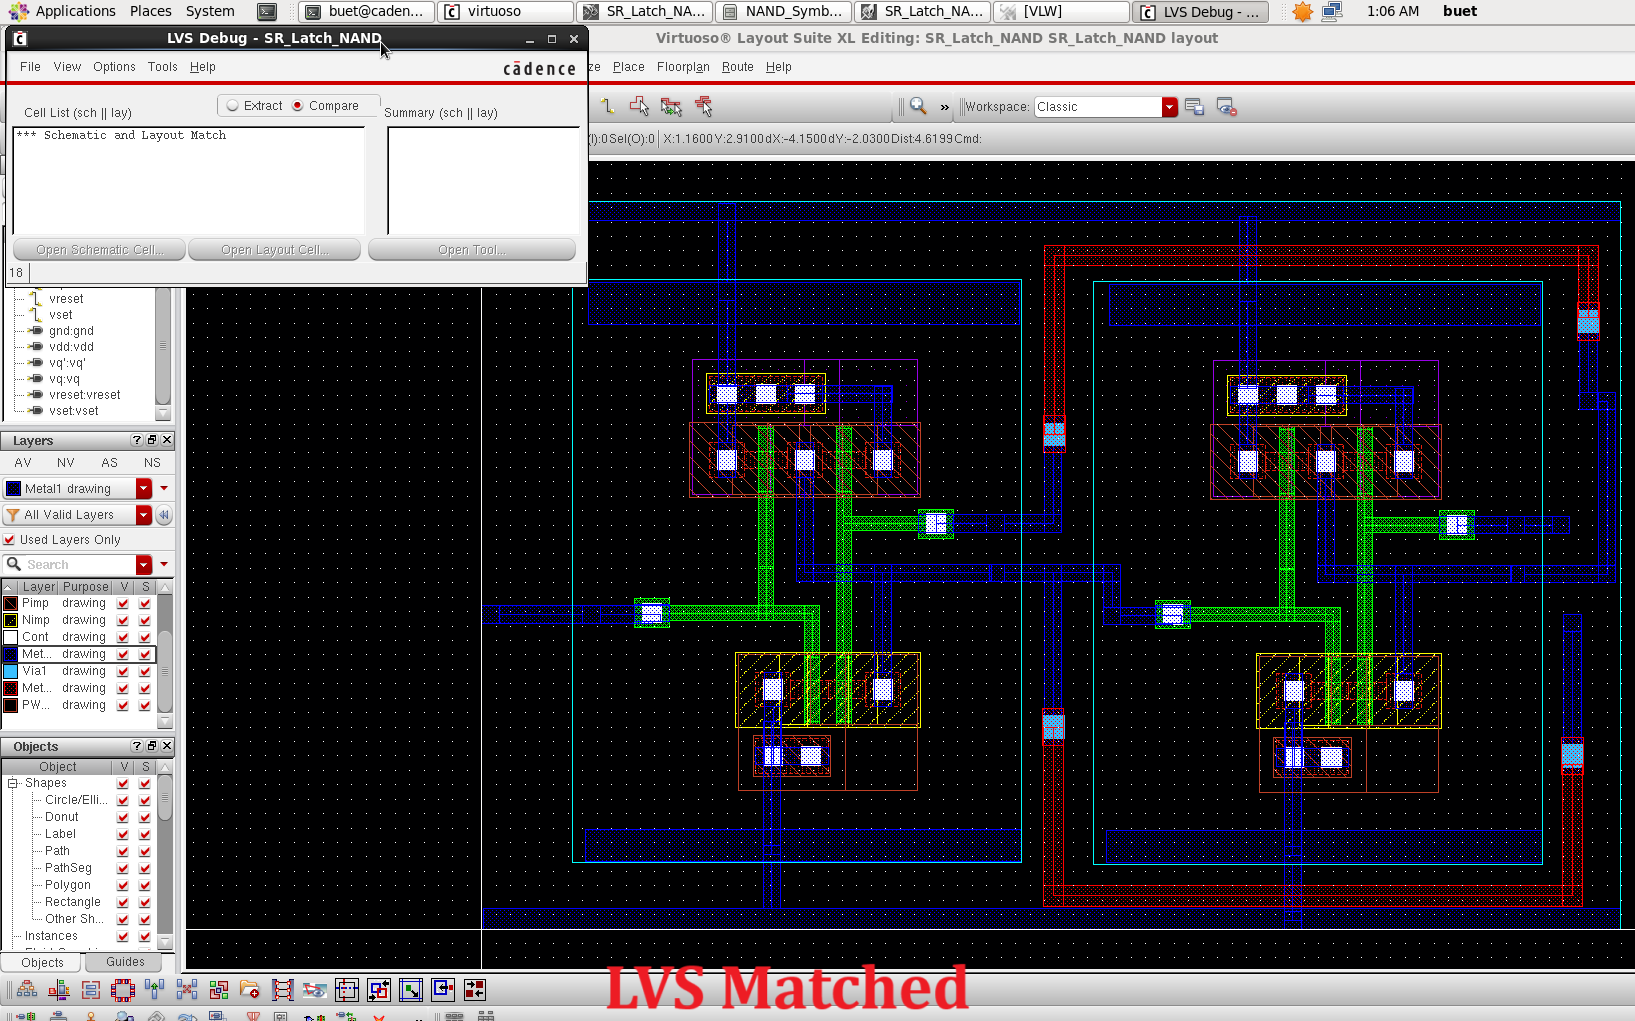 Applications Places System buet@caden... virtuoso SR_Latch_NA... NAND_Symb... SR_Latch_NA... [VLW] LVS Debug - ... 1:06 AM buet
LVS Debug - SR_Latch_NAND
Virtuoso® Layout Suite XL Editing: SR_Latch_NAND SR_Latch_NAND layout
File View Options Tools Help
cādence
ze Place Floorplan Route Help
Extract Compare
Cell List (sch || lay)
Summary (sch || lay)
» Workspace: Classic
*** Schematic and Layout Match
(I):0 Sel(O):0 X:1.1600 Y:2.9100 dX:-4.1500 dY:-2.0300 Dist:4.6199 Cmd:
Open Schematic Cell... Open Layout Cell... Open Tool...
18
vreset
vset
gnd:gnd
vdd:vdd
vq':vq'
vq:vq
vreset:vreset
vset:vset
Layers
AV NV AS NS
Metal1 drawing
All Valid Layers
Used Layers Only
Search
Layer Purpose V S
Pimp drawing
Nimp drawing
Cont drawing
Met... drawing
Via1 drawing
Met... drawing
PW... drawing
Objects
Object V S
Shapes
Circle/Elli...
Donut
Label
Path
PathSeg
Polygon
Rectangle
Other Sh...
Instances
Objects Guides
LVS Matched